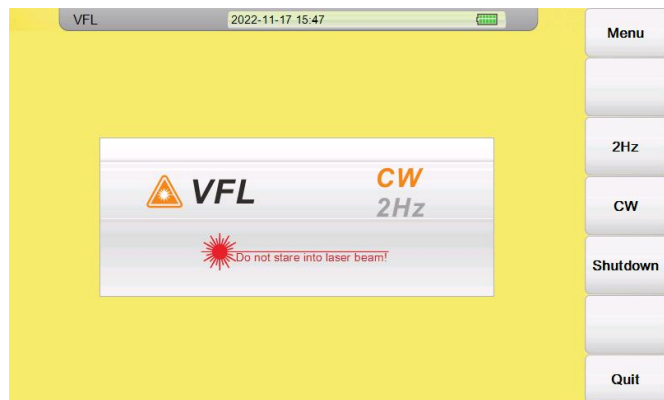 VFL 2022-11-17 15:47
Menu
2Hz
CW
Shutdown
Quit
VFL CW
2Hz
Do not stare into laser beam!